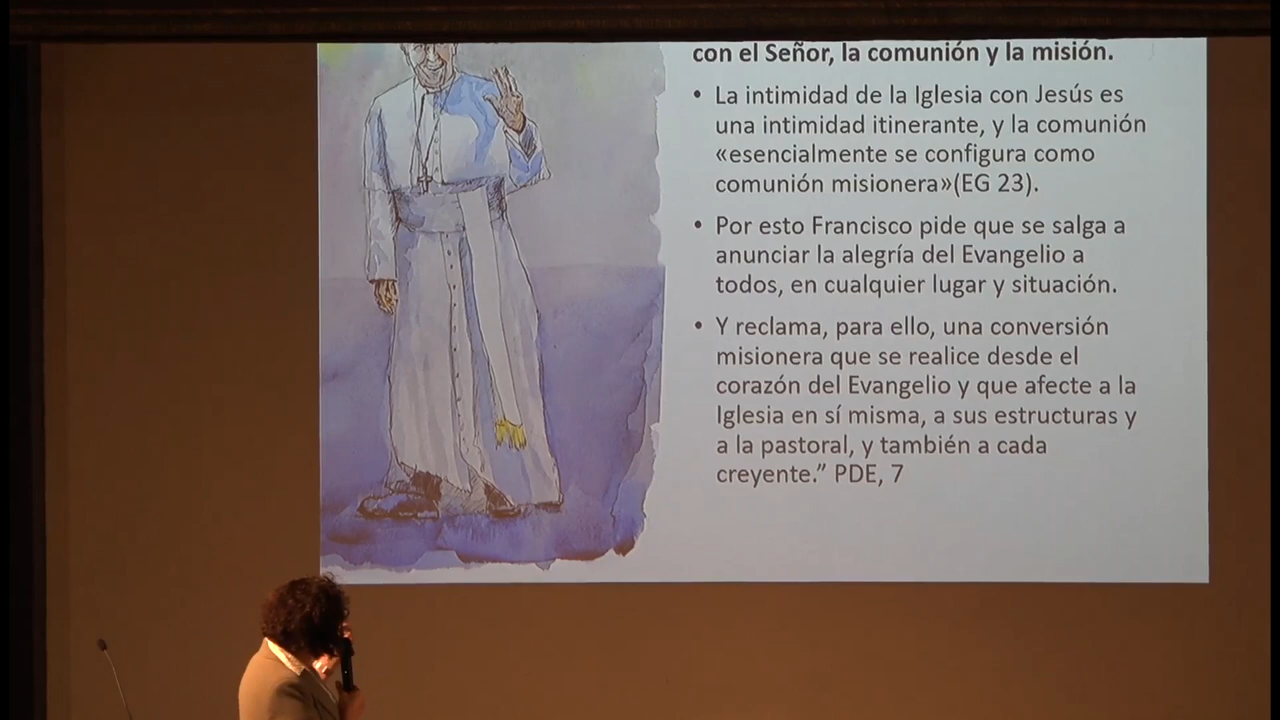 con el Señor, la comunión y la misión.
• La intimidad de la Iglesia con Jesús es
una intimidad itinerante, y la comunión
«esencialmente se configura como
comunión misionera»(EG 23).
• Por esto Francisco pide que se salga a
anunciar la alegría del Evangelio a
todos, en cualquier lugar y situación.
• Y reclama, para ello, una conversión
misionera que se realice desde el
corazón del Evangelio y que afecte a la
Iglesia en sí misma, a sus estructuras y
a la pastoral, y también a cada
creyente.” PDE, 7